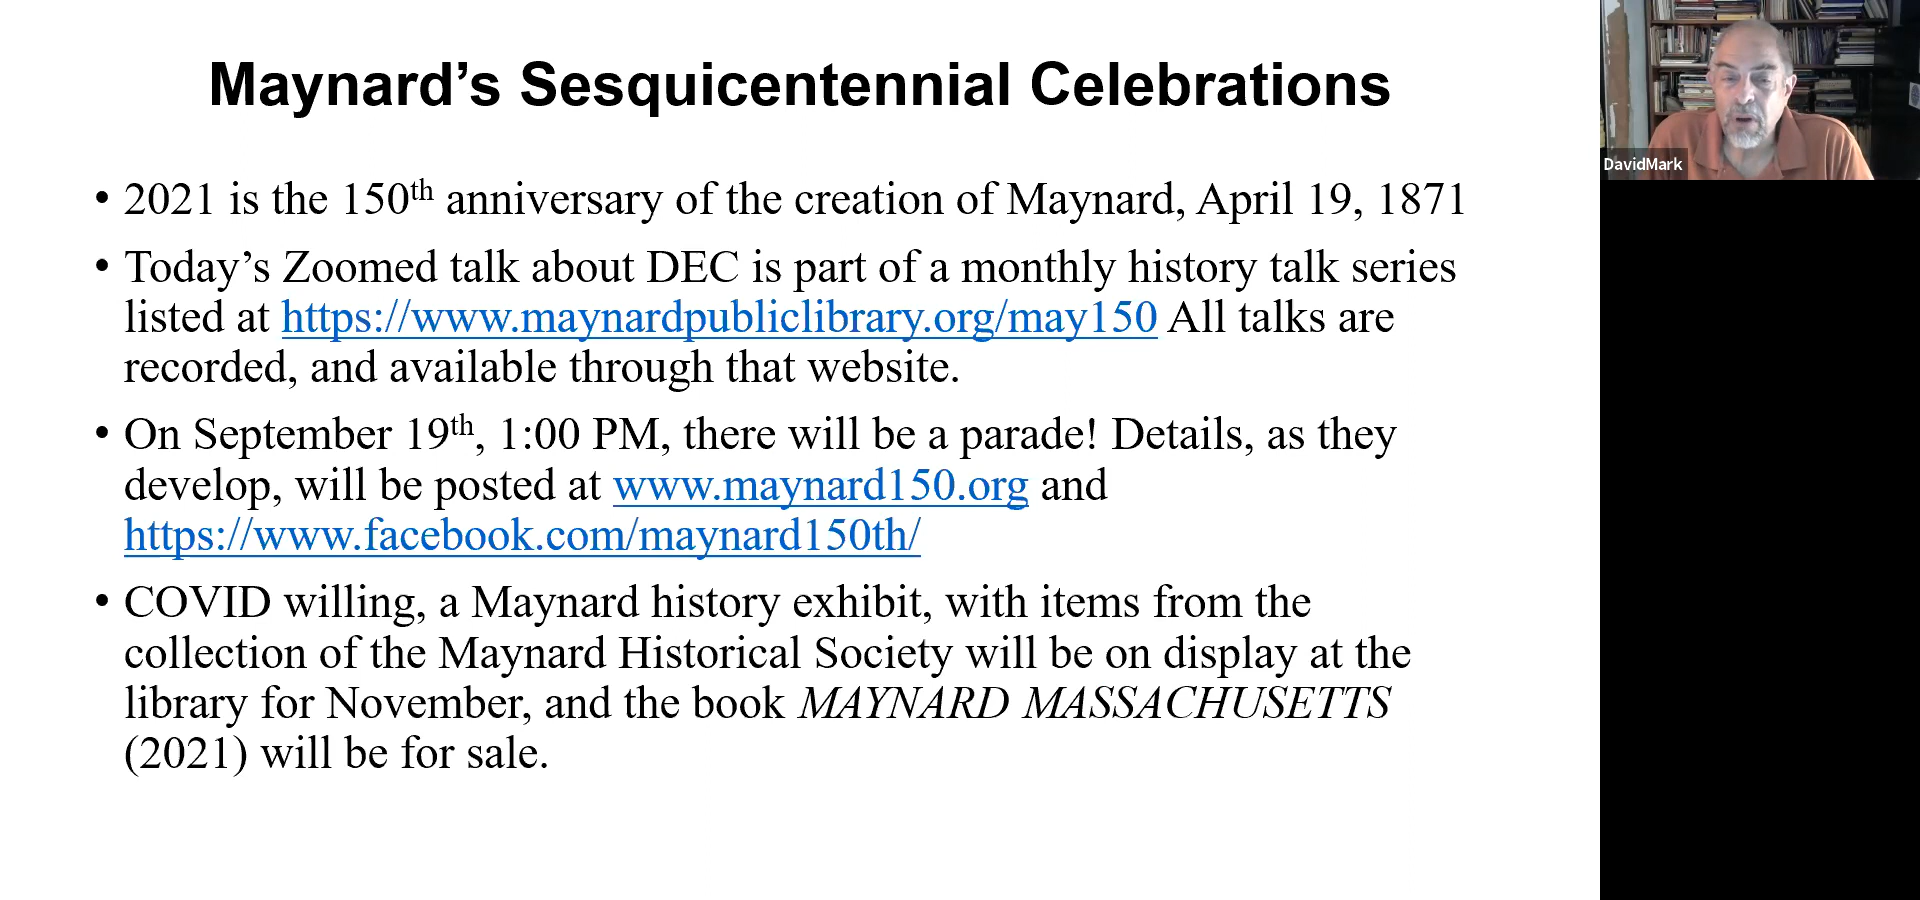 Maynard’s Sesquicentennial Celebrations
• 2021 is the 150th anniversary of the creation of Maynard, April 19, 1871
• Today’s Zoomed talk about DEC is part of a monthly history talk series
listed at https://www.maynardpubliclibrary.org/may150 All talks are
recorded, and available through that website.
• On September 19th, 1:00 PM, there will be a parade! Details, as they
develop, will be posted at www.maynard150.org and
https://www.facebook.com/maynard150th/
• COVID willing, a Maynard history exhibit, with items from the
collection of the Maynard Historical Society will be on display at the
library for November, and the book MAYNARD MASSACHUSETTS
(2021) will be for sale.
DavidMark